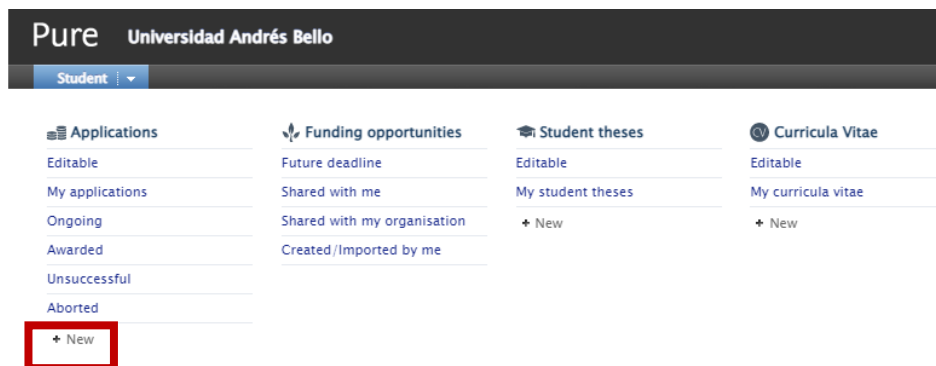 Pure Universidad Andrés Bello
Student
Applications
Editable
My applications
Ongoing
Awarded
Unsuccessful
Aborted
+ New
Funding opportunities
Future deadline
Shared with me
Shared with my organisation
Created/Imported by me
Student theses
Editable
My student theses
+ New
CV Curricula Vitae
Editable
My curricula vitae
+ New